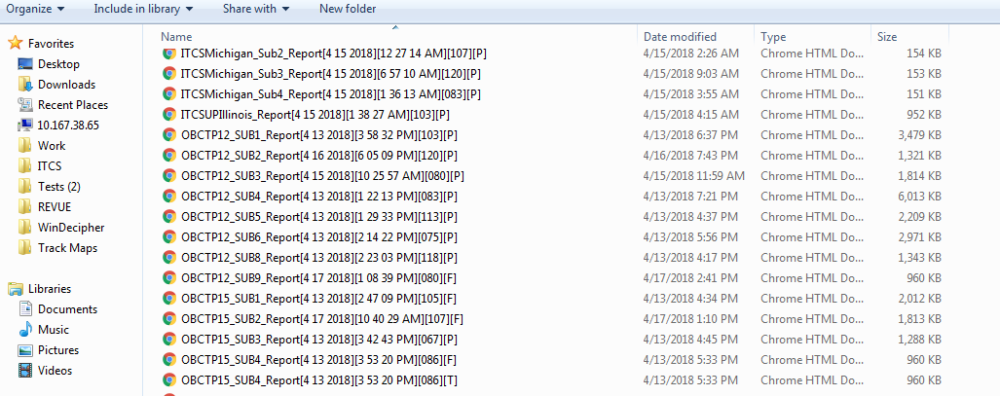 Organize Include in library Share with New folder
Name Date modified Type Size
Favorites
Desktop
Downloads
Recent Places
10.167.38.65
Work
ITCS
Tests (2)
REVUE
WinDecipher
Track Maps
Libraries
Documents
Music
Pictures
Videos
ITCSMichigan_Sub2_Report[4 15 2018][12 27 14 AM][107][P] 4/15/2018 2:26 AM Chrome HTML Do... 154 KB
ITCSMichigan_Sub3_Report[4 15 2018][6 57 10 AM][120][P] 4/15/2018 9:03 AM Chrome HTML Do... 153 KB
ITCSMichigan_Sub4_Report[4 15 2018][1 36 13 AM][083][P] 4/15/2018 3:55 AM Chrome HTML Do... 151 KB
ITCSUPIllinois_Report[4 15 2018][1 38 27 AM][103][P] 4/15/2018 4:15 AM Chrome HTML Do... 952 KB
OBCTP12_SUB1_Report[4 13 2018][3 58 32 PM][103][P] 4/13/2018 6:37 PM Chrome HTML Do... 3,479 KB
OBCTP12_SUB2_Report[4 16 2018][6 05 09 PM][120][P] 4/16/2018 7:43 PM Chrome HTML Do... 1,321 KB
OBCTP12_SUB3_Report[4 15 2018][10 25 57 AM][080][P] 4/15/2018 11:59 AM Chrome HTML Do... 1,814 KB
OBCTP12_SUB4_Report[4 13 2018][1 22 13 PM][083][P] 4/13/2018 7:21 PM Chrome HTML Do... 6,013 KB
OBCTP12_SUB5_Report[4 13 2018][1 29 33 PM][113][P] 4/13/2018 4:37 PM Chrome HTML Do... 2,209 KB
OBCTP12_SUB6_Report[4 13 2018][2 14 22 PM][075][P] 4/13/2018 5:56 PM Chrome HTML Do... 2,971 KB
OBCTP12_SUB8_Report[4 13 2018][2 23 03 PM][118][P] 4/13/2018 4:17 PM Chrome HTML Do... 1,343 KB
OBCTP12_SUB9_Report[4 17 2018][1 08 39 PM][080][F] 4/17/2018 2:41 PM Chrome HTML Do... 960 KB
OBCTP15_SUB1_Report[4 13 2018][2 47 09 PM][105][F] 4/13/2018 4:34 PM Chrome HTML Do... 2,012 KB
OBCTP15_SUB2_Report[4 17 2018][10 40 29 AM][107][F] 4/17/2018 1:10 PM Chrome HTML Do... 1,813 KB
OBCTP15_SUB3_Report[4 13 2018][3 42 43 PM][067][P] 4/13/2018 4:45 PM Chrome HTML Do... 1,288 KB
OBCTP15_SUB4_Report[4 13 2018][3 53 20 PM][086][F] 4/13/2018 5:33 PM Chrome HTML Do... 960 KB
OBCTP15_SUB4_Report[4 13 2018][3 53 20 PM][086][T] 4/13/2018 5:33 PM Chrome HTML Do... 960 KB